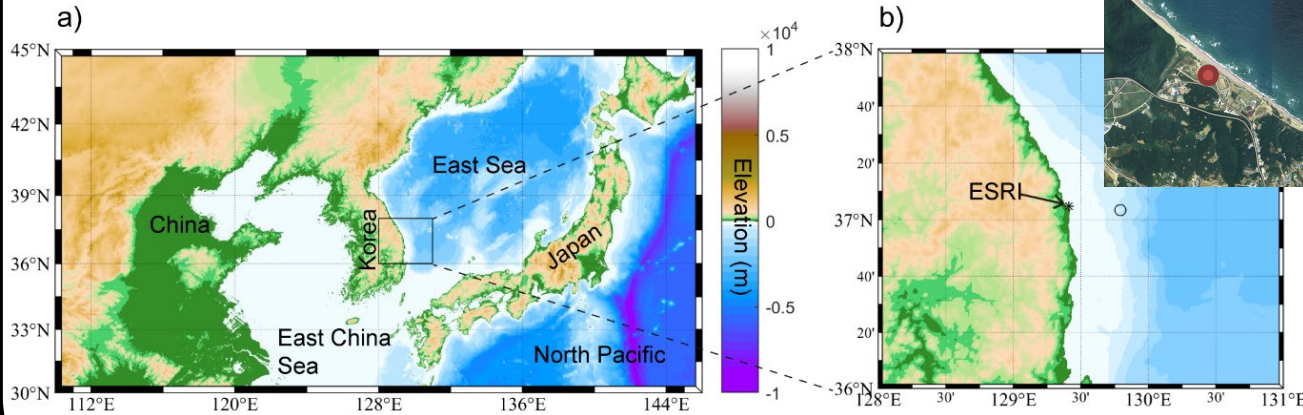 a)
45°N
42°N
39°N
36°N
33°N
30°N
112°E
120°E
128°E
136°E
144°E
China
Korea
East Sea
Japan
East China
Sea
North Pacific
×10⁴
1
0.5
0
-0.5
-1
Elevation (m)
b)
38°N
40'
20'
37°N
40'
20'
36°N
128°E
30'
129°E
30'
130°E
30'
131°E
ESRI